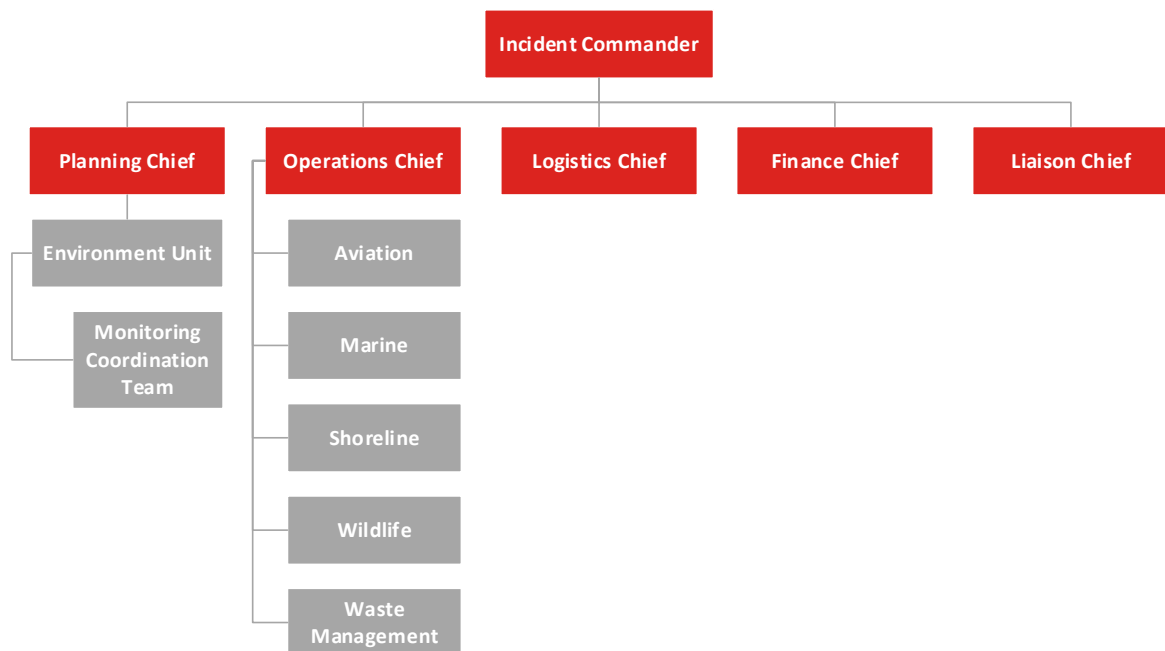 Incident Commander
Planning Chief
Operations Chief
Logistics Chief
Finance Chief
Liaison Chief
Environment Unit
Monitoring
Coordination
Team
Aviation
Marine
Shoreline
Wildlife
Waste
Management